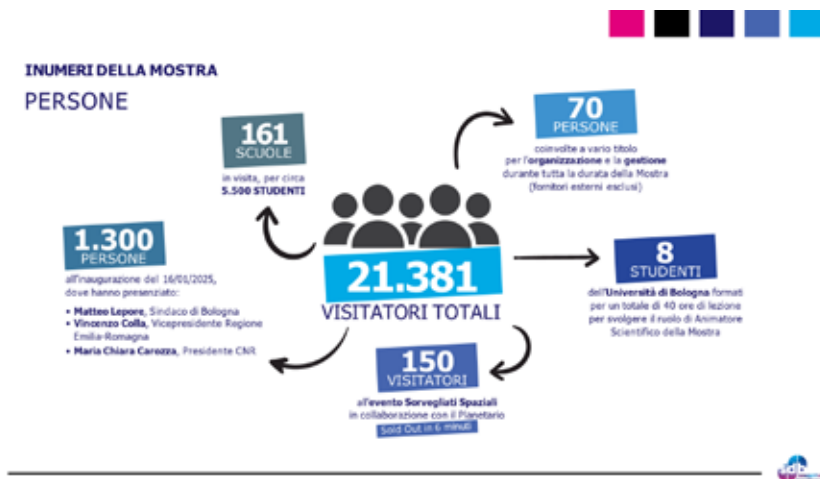 I NUMERI DELLA MOSTRA
PERSONE
161
SCUOLE
in visita, per circa
5.500 STUDENTI
70
PERSONE
coinvolte a vario titolo
per l'organizzazione e la gestione
durante tutta la durata della Mostra
(fornitori esterni esclusi)
1.300
PERSONE
all'inaugurazione del 16/01/2025,
dove hanno presenziato:
• Matteo Lepore, Sindaco di Bologna
• Vincenzo Colla, Vicepresidente Regione
Emilia-Romagna
• Maria Chiara Carozza, Presidente CNR
21.381
VISITATORI TOTALI
8
STUDENTI
dell'Università di Bologna formati
per un totale di 40 ore di lezione
per svolgere il ruolo di Animatore
Scientifico della Mostra
150
VISITATORI
all'evento Sorvegliati Spaziali
in collaborazione con il Planetario
Sold Out in 6 minuti